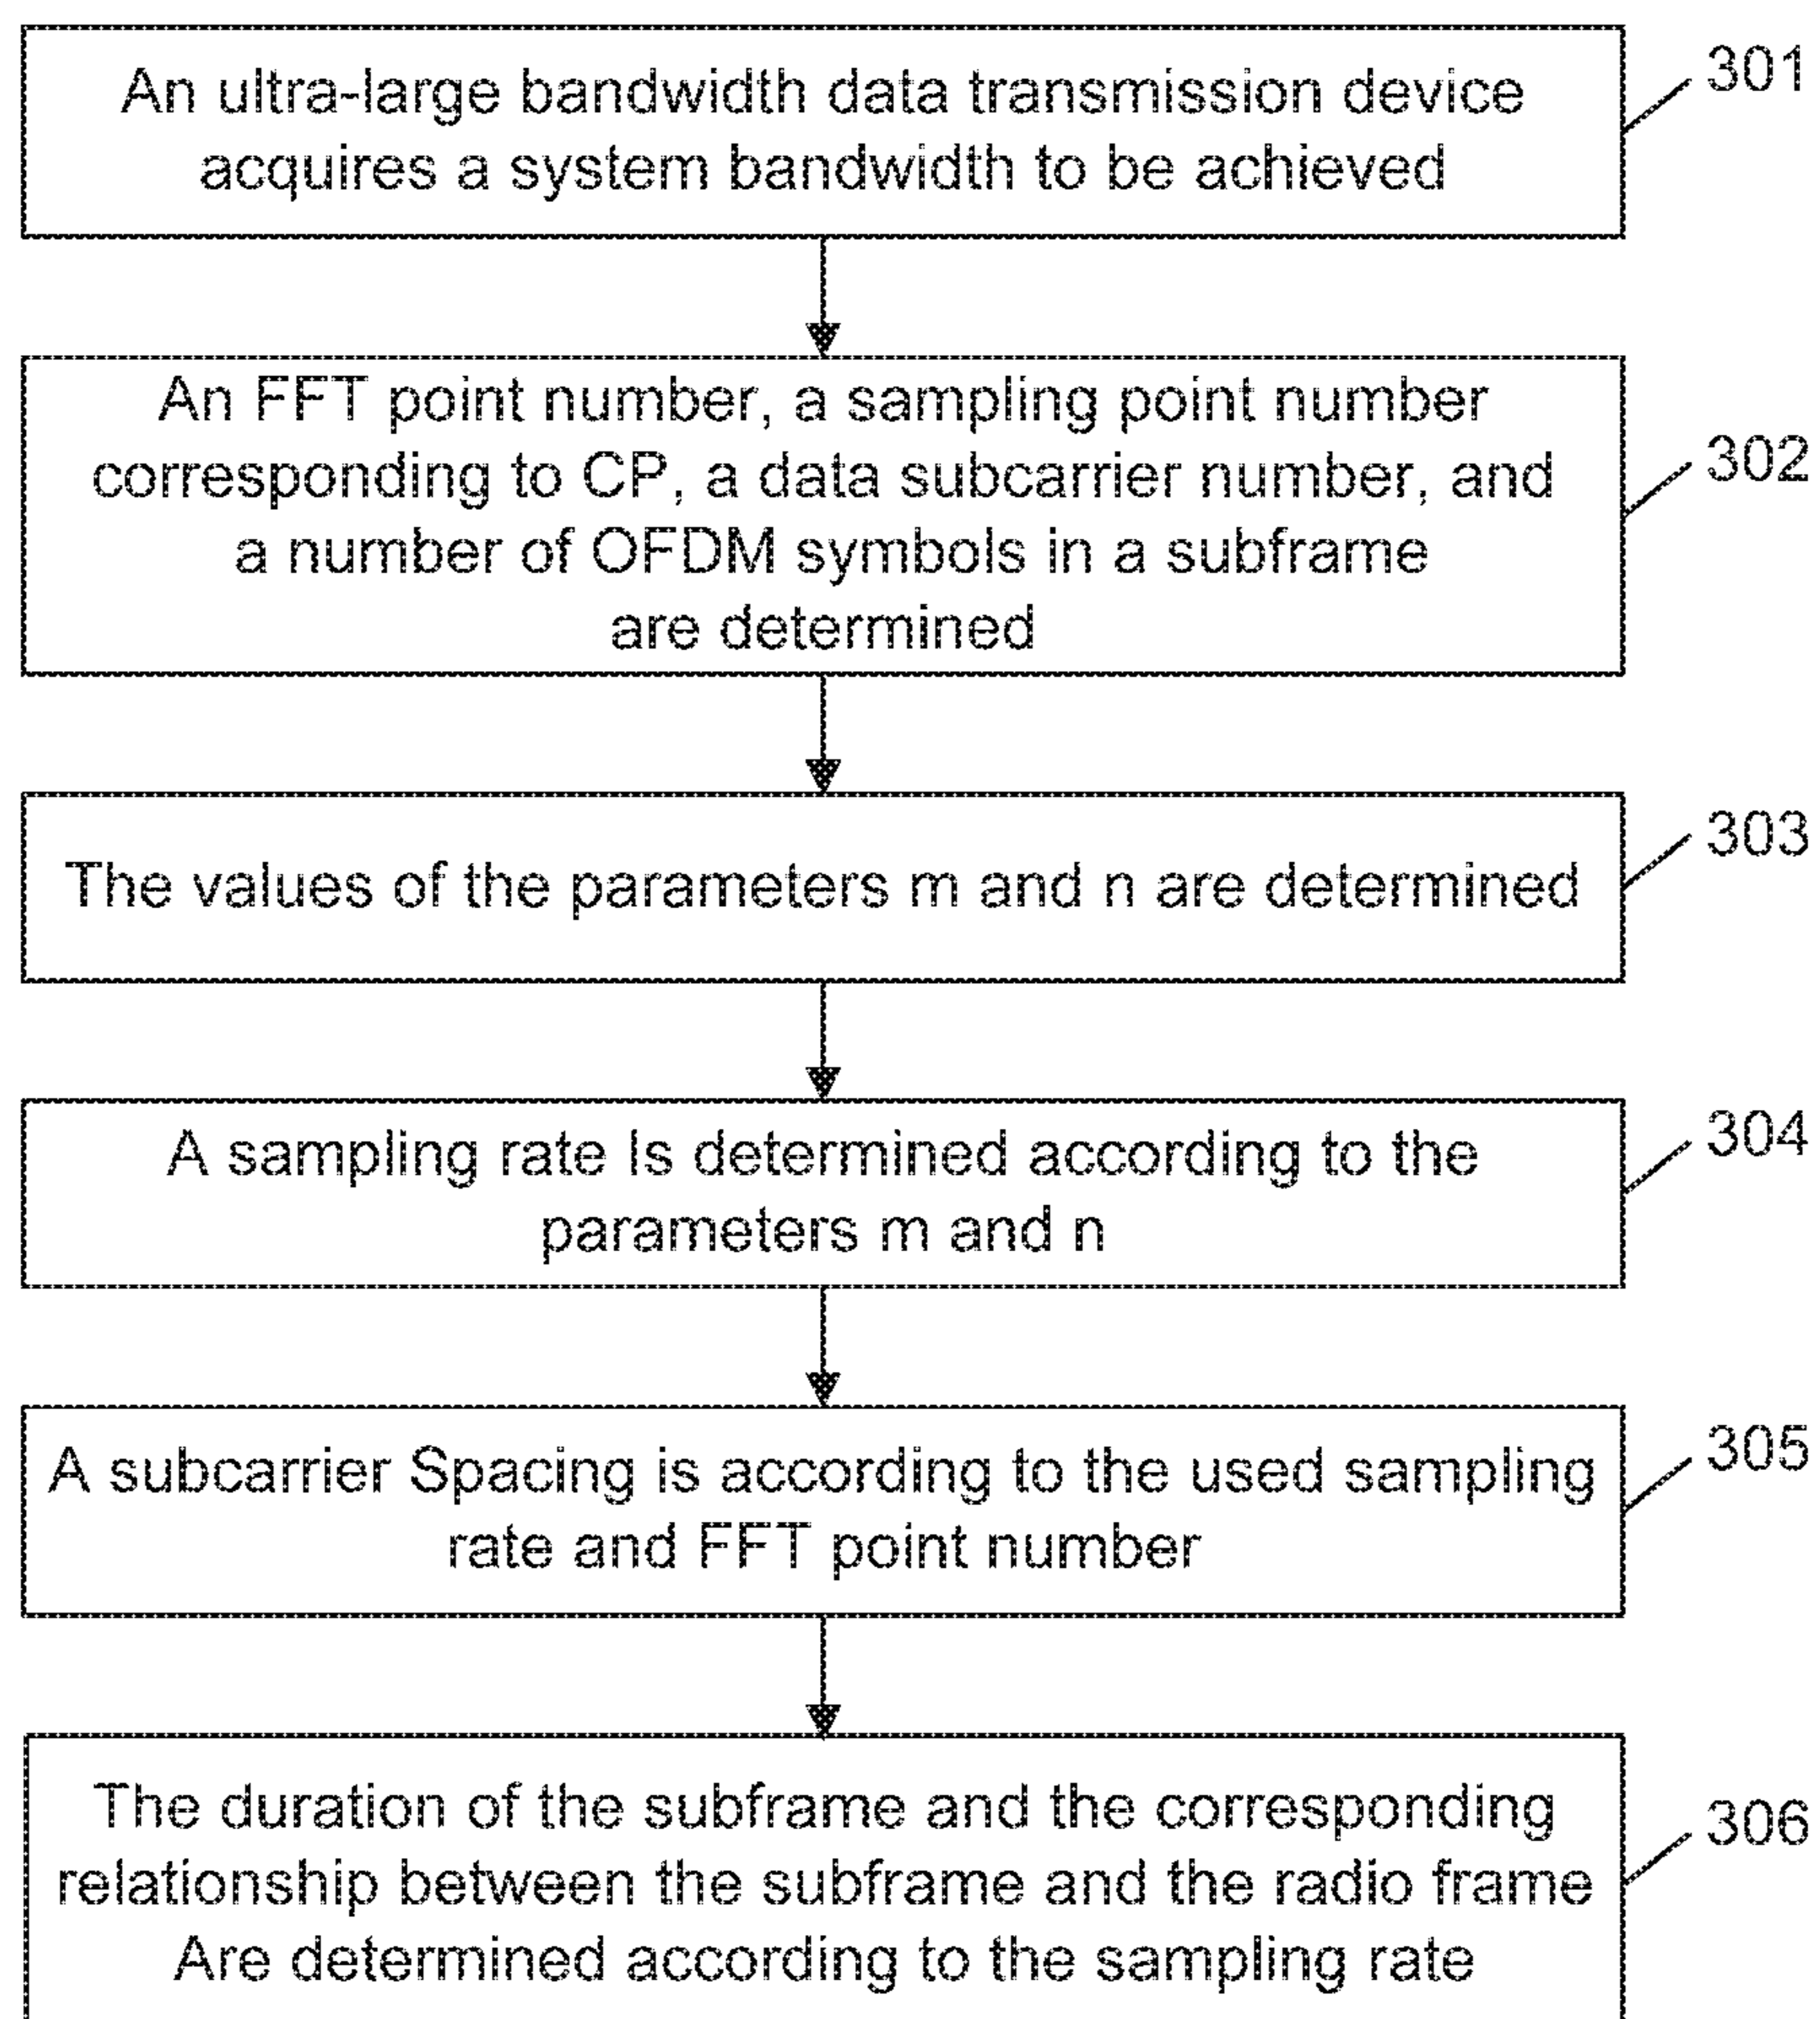 An ultra-large bandwidth data transmission device
acquires a system bandwidth to be achieved
301
An FFT point number, a sampling point number
corresponding to CP, a data subcarrier number, and
a number of OFDM symbols in a subframe
are determined
302
The values of the parameters m and n are determined
303
A sampling rate Is determined according to the
parameters m and n
304
A subcarrier Spacing is according to the used sampling
rate and FFT point number
305
The duration of the subframe and the corresponding
relationship between the subframe and the radio frame
Are determined according to the sampling rate
306